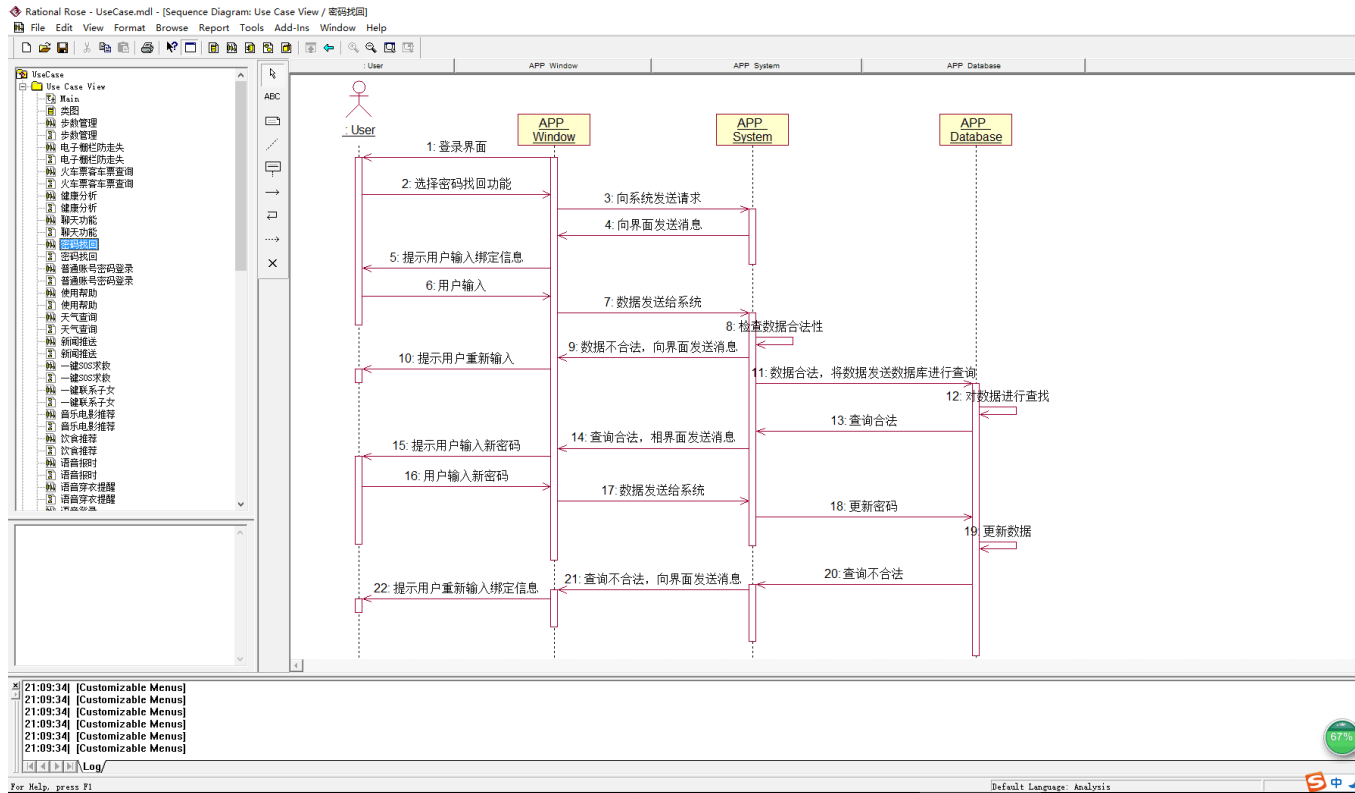 Rational Rose - UseCase.mdl - [Sequence Diagram: Use Case View / 密码找回]
File Edit View Format Browse Report Tools Add-Ins Window Help
UseCase
Use Case View
Main
类图
步数管理
步数管理
电子栅栏防走失
电子栅栏防走失
火车票客车票查询
火车票客车票查询
健康分析
健康分析
聊天功能
聊天功能
密码找回
密码找回
普通账号密码登录
普通账号密码登录
使用帮助
使用帮助
天气查询
天气查询
新闻推送
新闻推送
一键SOS求救
一键SOS求救
一键联系子女
一键联系子女
音乐电影推荐
音乐电影推荐
饮食推荐
饮食推荐
语音报时
语音报时
语音穿衣提醒
语音穿衣提醒
ABC
: User
APP Window
APP System
APP Database
: User
APP
Window
APP
System
APP
Database
1: 登录界面
2: 选择密码找回功能
3: 向系统发送请求
4: 向界面发送消息
5: 提示用户输入绑定信息
6: 用户输入
7: 数据发送给系统
8: 检查数据合法性
9: 数据不合法，向界面发送消息
10: 提示用户重新输入
11: 数据合法，将数据发送数据库进行查询
12: 对数据进行查找
13: 查询合法
14: 查询合法，相界面发送消息
15: 提示用户输入新密码
16: 用户输入新密码
17: 数据发送给系统
18: 更新密码
19: 更新数据
20: 查询不合法
21: 查询不合法，向界面发送消息
22: 提示用户重新输入绑定信息
21:09:34| [Customizable Menus]
21:09:34| [Customizable Menus]
21:09:34| [Customizable Menus]
21:09:34| [Customizable Menus]
21:09:34| [Customizable Menus]
21:09:34| [Customizable Menus]
Log
67%
For Help, press F1
Default Language: Analysis
S 中